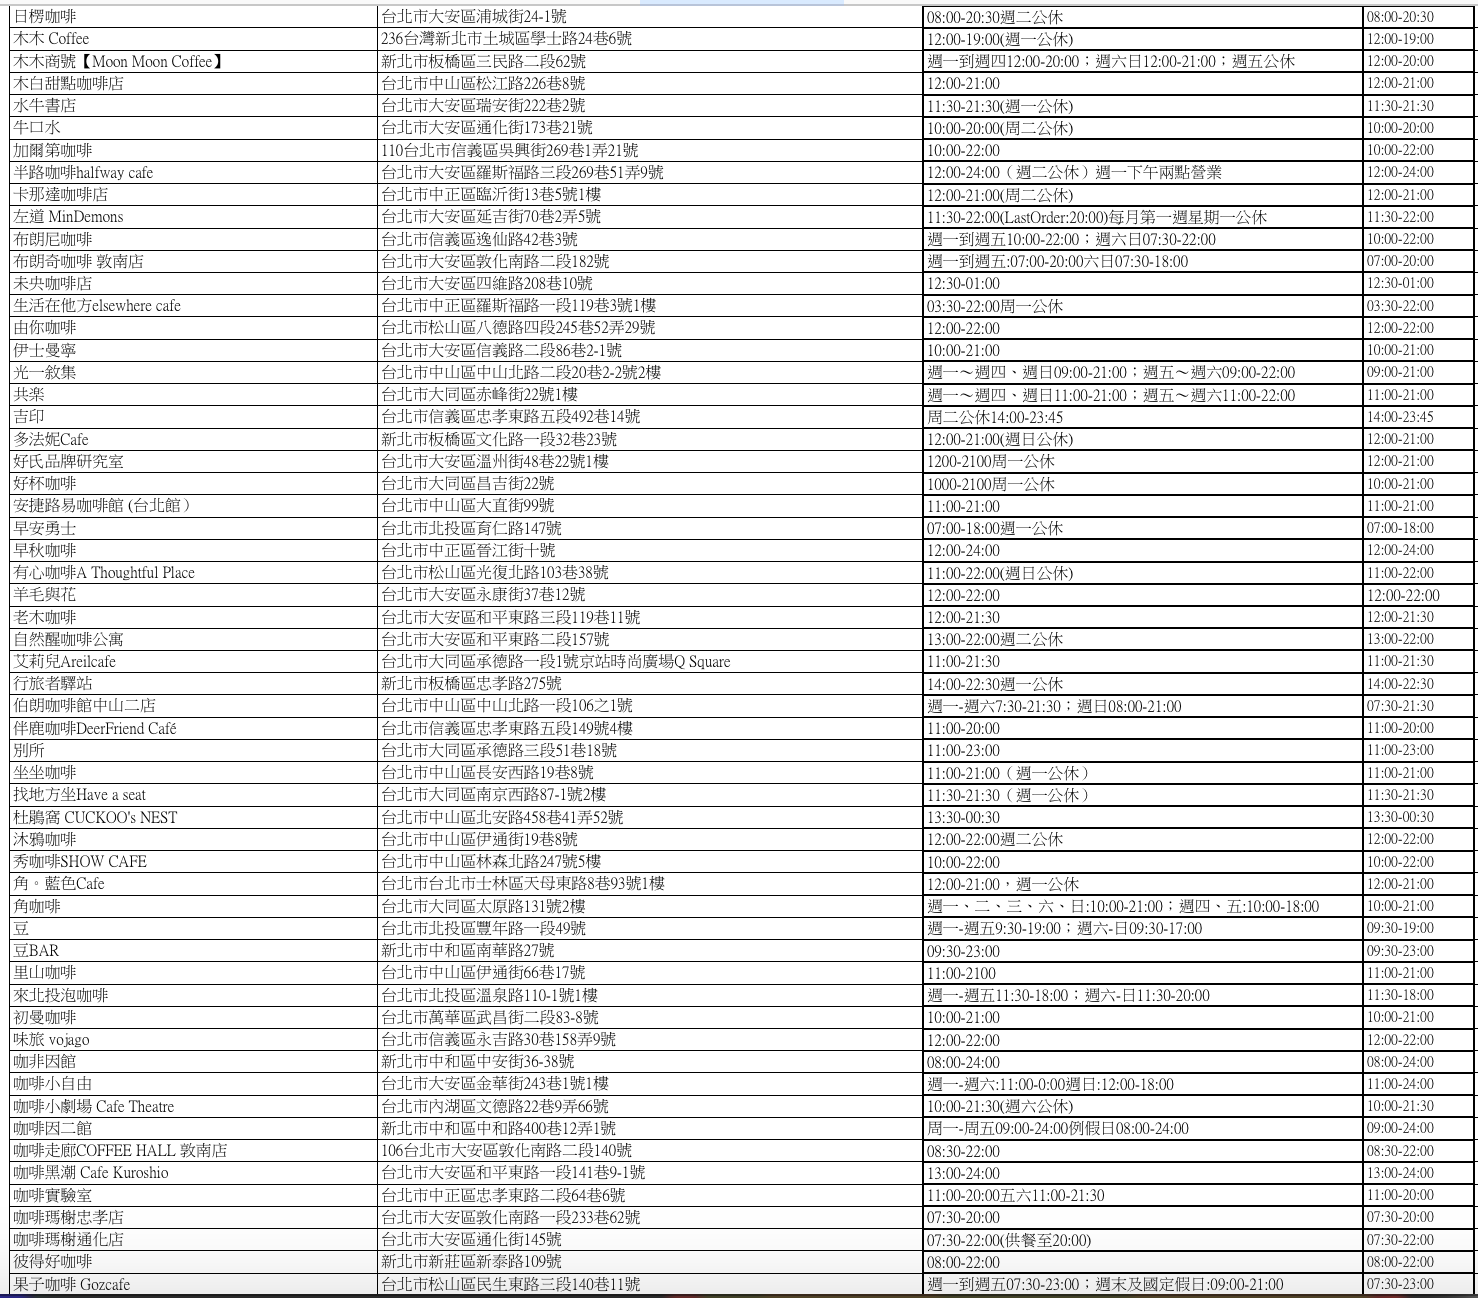 日楞咖啡 台北市大安區浦城街24-1號 08:00-20:30週二公休 08:00-20:30
木木 Coffee 236台灣新北市土城區學士路24巷6號 12:00-19:00(週一公休) 12:00-19:00
木木商號【Moon Moon Coffee】 新北市板橋區三民路二段62號 週一到週四12:00-20:00；週六日12:00-21:00；週五公休 12:00-20:00
木白甜點咖啡店 台北市中山區松江路226巷8號 12:00-21:00 12:00-21:00
水牛書店 台北市大安區瑞安街222巷2號 11:30-21:30(週一公休) 11:30-21:30
牛口水 台北市大安區通化街173巷21號 10:00-20:00(周二公休) 10:00-20:00
加爾第咖啡 110台北市信義區吳興街269巷1弄21號 10:00-22:00 10:00-22:00
半路咖啡halfway cafe 台北市大安區羅斯福路三段269巷51弄9號 12:00-24:00（週二公休）週一下午兩點營業 12:00-24:00
卡那達咖啡店 台北市中正區臨沂街13巷5號1樓 12:00-21:00(周二公休) 12:00-21:00
左道 MinDemons 台北市大安區延吉街70巷2弄5號 11:30-22:00(LastOrder:20:00)每月第一週星期一公休 11:30-22:00
布朗尼咖啡 台北市信義區逸仙路42巷3號 週一到週五10:00-22:00；週六日07:30-22:00 10:00-22:00
布朗奇咖啡 敦南店 台北市大安區敦化南路二段182號 週一到週五:07:00-20:00六日07:30-18:00 07:00-20:00
未央咖啡店 台北市大安區四維路208巷10號 12:30-01:00 12:30-01:00
生活在他方elsewhere cafe 台北市中正區羅斯福路一段119巷3號1樓 03:30-22:00周一公休 03:30-22:00
由你咖啡 台北市松山區八德路四段245巷52弄29號 12:00-22:00 12:00-22:00
伊士曼寧 台北市大安區信義路二段86巷2-1號 10:00-21:00 10:00-21:00
光一敘集 台北市中山區中山北路二段20巷2-2號2樓 週一～週四、週日09:00-21:00；週五～週六09:00-22:00 09:00-21:00
共楽 台北市大同區赤峰街22號1樓 週一～週四、週日11:00-21:00；週五～週六11:00-22:00 11:00-21:00
吉印 台北市信義區忠孝東路五段492巷14號 周二公休14:00-23:45 14:00-23:45
多法妮Cafe 新北市板橋區文化路一段32巷23號 12:00-21:00(週日公休) 12:00-21:00
好氏品牌研究室 台北市大安區溫州街48巷22號1樓 1200-2100周一公休 12:00-21:00
好杯咖啡 台北市大同區昌吉街22號 1000-2100周一公休 10:00-21:00
安捷路易咖啡館 (台北館） 台北市中山區大直街99號 11:00-21:00 11:00-21:00
早安勇士 台北市北投區育仁路147號 07:00-18:00週一公休 07:00-18:00
早秋咖啡 台北市中正區晉江街十號 12:00-24:00 12:00-24:00
有心咖啡A Thoughtful Place 台北市松山區光復北路103巷38號 11:00-22:00(週日公休) 11:00-22:00
羊毛與花 台北市大安區永康街37巷12號 12:00-22:00 12:00-22:00
老木咖啡 台北市大安區和平東路三段119巷11號 12:00-21:30 12:00-21:30
自然醒咖啡公寓 台北市大安區和平東路二段157號 13:00-22:00週二公休 13:00-22:00
艾莉兒Areilcafe 台北市大同區承德路一段1號京站時尚廣場Q Square 11:00-21:30 11:00-21:30
行旅者驛站 新北市板橋區忠孝路275號 14:00-22:30週一公休 14:00-22:30
伯朗咖啡館中山二店 台北市中山區中山北路一段106之1號 週一-週六7:30-21:30；週日08:00-21:00 07:30-21:30
伴鹿咖啡DeerFriend Café 台北市信義區忠孝東路五段149號4樓 11:00-20:00 11:00-20:00
別所 台北市大同區承德路三段51巷18號 11:00-23:00 11:00-23:00
坐坐咖啡 台北市中山區長安西路19巷8號 11:00-21:00（週一公休） 11:00-21:00
找地方坐Have a seat 台北市大同區南京西路87-1號2樓 11:30-21:30（週一公休） 11:30-21:30
杜鵑窩 CUCKOO's NEST 台北市中山區北安路458巷41弄52號 13:30-00:30 13:30-00:30
沐鴉咖啡 台北市中山區伊通街19巷8號 12:00-22:00週二公休 12:00-22:00
秀咖啡SHOW CAFE 台北市中山區林森北路247號5樓 10:00-22:00 10:00-22:00
角。藍色Cafe 台北市台北市士林區天母東路8巷93號1樓 12:00-21:00，週一公休 12:00-21:00
角咖啡 台北市大同區太原路131號2樓 週一、二、三、六、日:10:00-21:00；週四、五:10:00-18:00 10:00-21:00
豆 台北市北投區豐年路一段49號 週一-週五9:30-19:00；週六-日09:30-17:00 09:30-19:00
豆BAR 新北市中和區南華路27號 09:30-23:00 09:30-23:00
里山咖啡 台北市中山區伊通街66巷17號 11:00-2100 11:00-21:00
來北投泡咖啡 台北市北投區溫泉路110-1號1樓 週一-週五11:30-18:00；週六-日11:30-20:00 11:30-18:00
初曼咖啡 台北市萬華區武昌街二段83-8號 10:00-21:00 10:00-21:00
味旅 vojago 台北市信義區永吉路30巷158弄9號 12:00-22:00 12:00-22:00
咖非因館 新北市中和區中安街36-38號 08:00-24:00 08:00-24:00
咖啡小自由 台北市大安區金華街243巷1號1樓 週一-週六:11:00-0:00週日:12:00-18:00 11:00-24:00
咖啡小劇場 Cafe Theatre 台北市內湖區文德路22巷9弄66號 10:00-21:30(週六公休) 10:00-21:30
咖啡因二館 新北市中和區中和路400巷12弄1號 周一-周五09:00-24:00例假日08:00-24:00 09:00-24:00
咖啡走廊COFFEE HALL 敦南店 106台北市大安區敦化南路二段140號 08:30-22:00 08:30-22:00
咖啡黑潮 Cafe Kuroshio 台北市大安區和平東路一段141巷9-1號 13:00-24:00 13:00-24:00
咖啡實驗室 台北市中正區忠孝東路二段64巷6號 11:00-20:00五六11:00-21:30 11:00-20:00
咖啡瑪榭忠孝店 台北市大安區敦化南路一段233巷62號 07:30-20:00 07:30-20:00
咖啡瑪榭通化店 台北市大安區通化街145號 07:30-22:00(供餐至20:00) 07:30-22:00
彼得好咖啡 新北市新莊區新泰路109號 08:00-22:00 08:00-22:00
果子咖啡 Gozcafe 台北市松山區民生東路三段140巷11號 週一到週五07:30-23:00；週末及國定假日:09:00-21:00 07:30-23:00